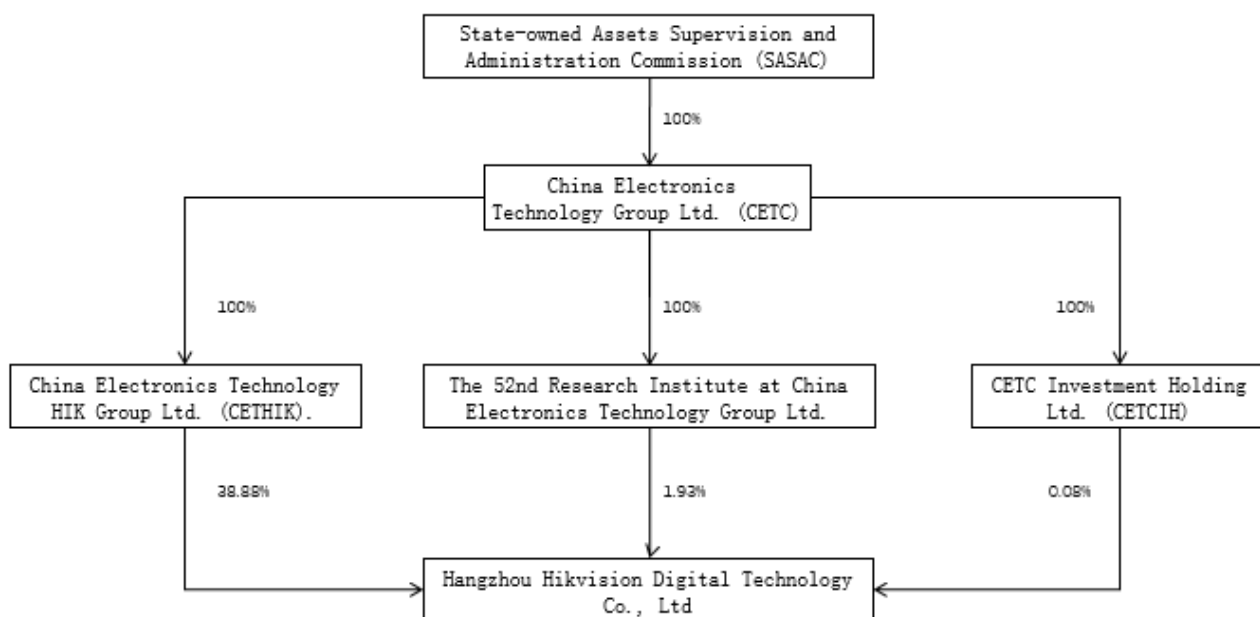 State-owned Assets Supervision and
Administration Commission (SASAC)
100%
China Electronics
Technology Group Ltd. (CETC)
100%
100%
100%
China Electronics Technology
HIK Group Ltd. (CETHIK).
The 52nd Research Institute at China
Electronics Technology Group Ltd.
CETC Investment Holding
Ltd. (CETCIH)
38.88%
1.93%
0.08%
Hangzhou Hikvision Digital Technology
Co., Ltd